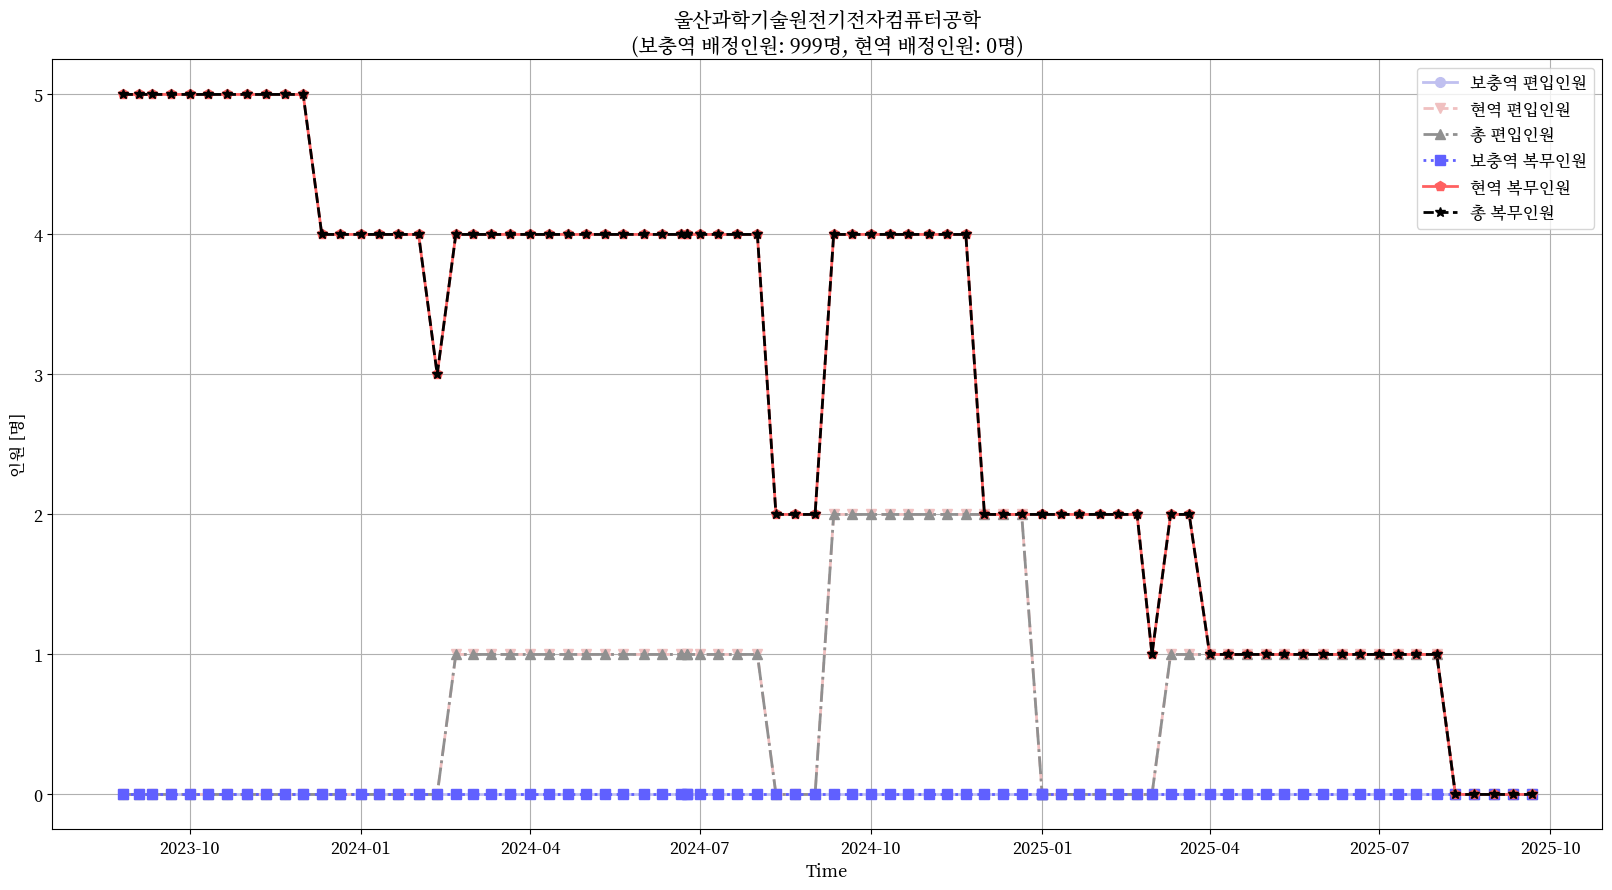 울산과학기술원전기전자컴퓨터공학
(보충역 배정인원: 999명, 현역 배정인원: 0명)
보충역 편입인원
현역 편입인원
총 편입인원
보충역 복무인원
현역 복무인원
총 복무인원
인원 [명]
5
4
3
2
1
0
2023-10
2024-01
2024-04
2024-07
2024-10
2025-01
2025-04
2025-07
2025-10
Time